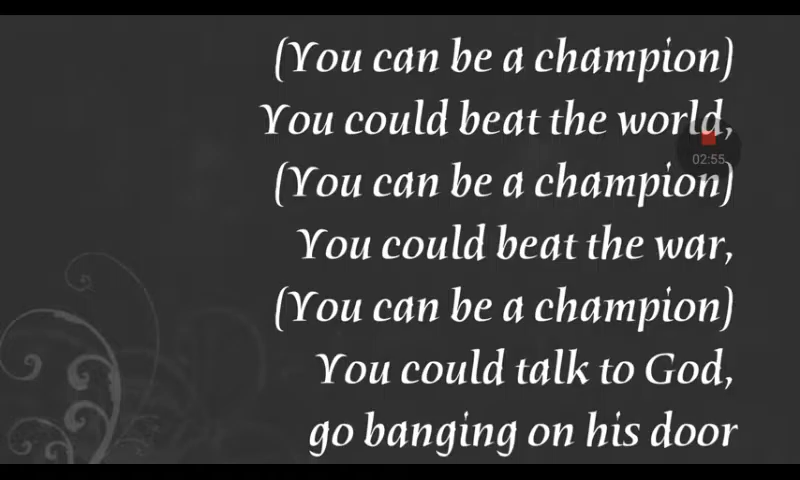 (You can be a champion)
You could beat the world,
02:55
(You can be a champion)
You could beat the war,
(You can be a champion)
You could talk to God,
go banging on his door